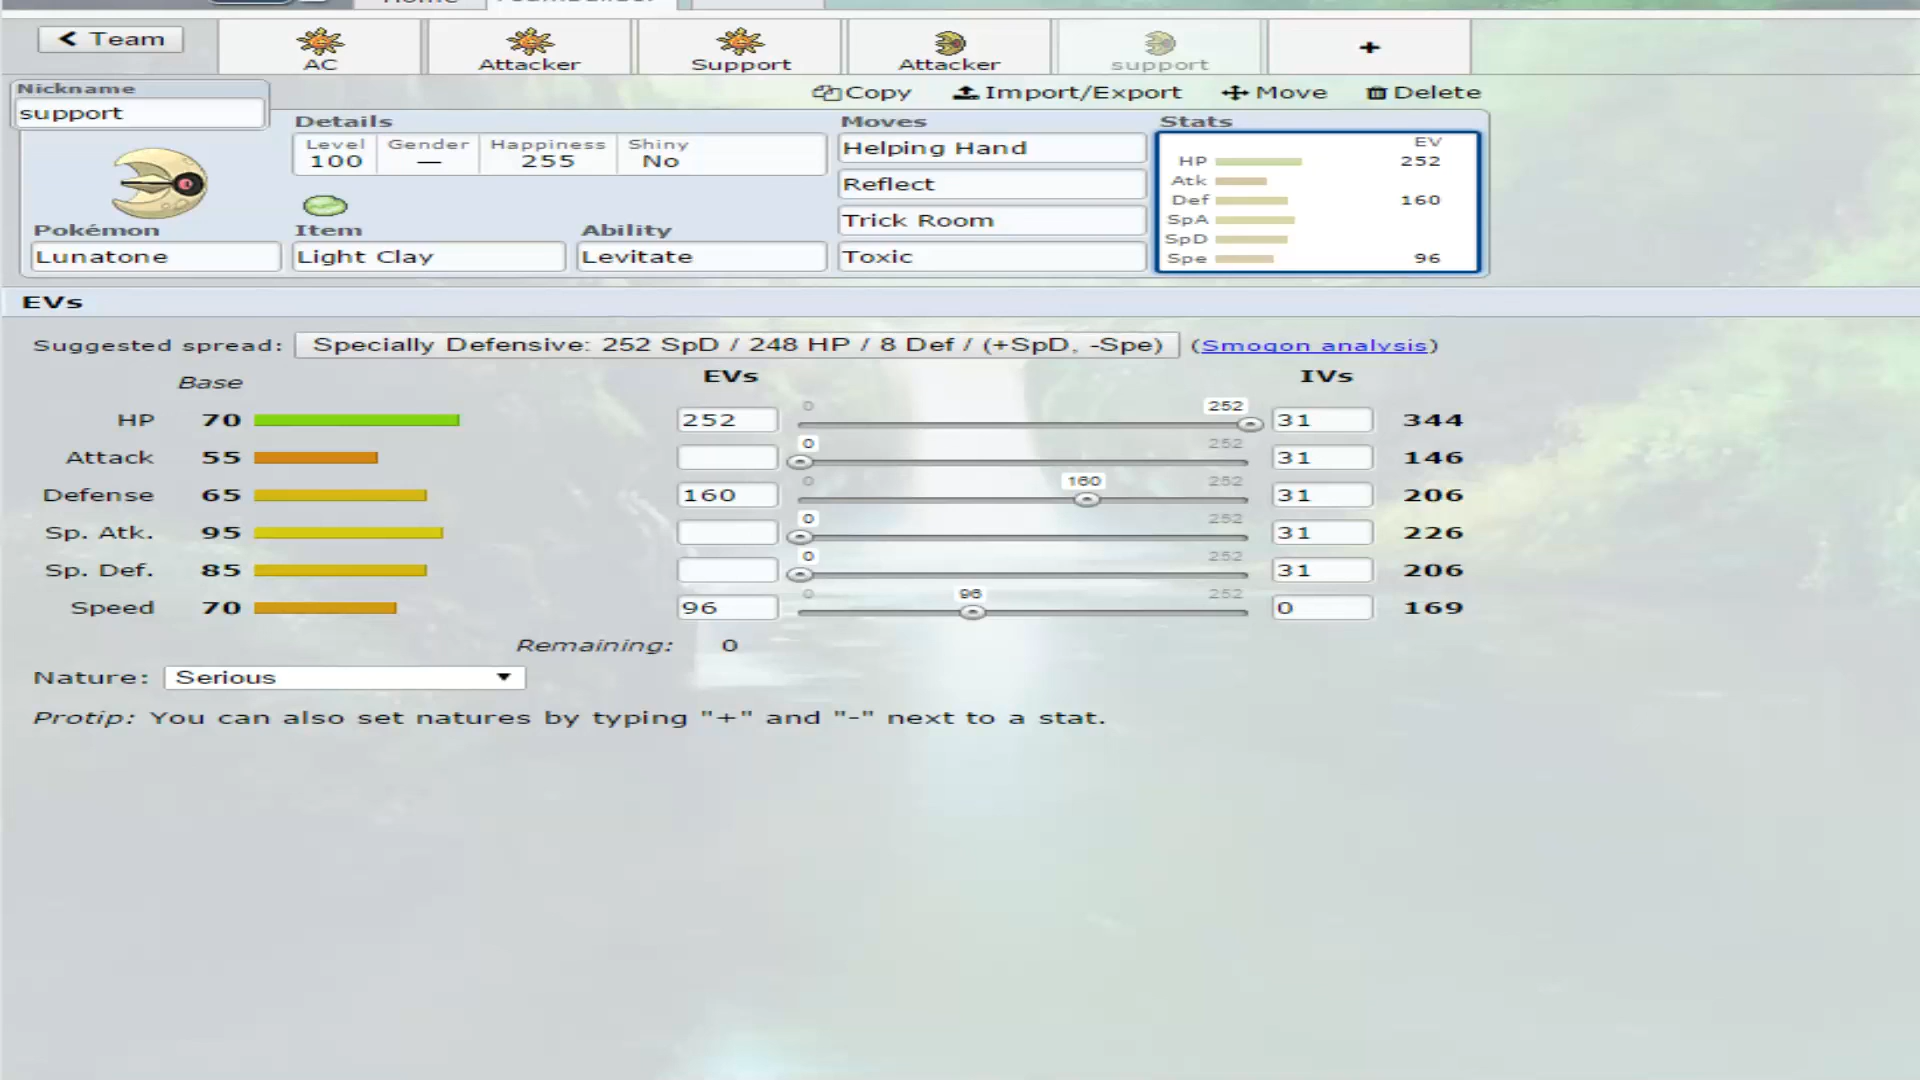 Home Teambuilder
< Team
AC
Attacker
Support
Attacker
support
+
Nickname
support
Copy Import/Export Move Delete
Details
Level
100
Gender
—
Happiness
255
Shiny
No
Pokémon
Lunatone
Item
Light Clay
Ability
Levitate
Moves
Helping Hand
Reflect
Trick Room
Toxic
Stats
EV
HP 252
Atk
Def 160
SpA
SpD
Spe 96
EVs
Suggested spread: Specially Defensive: 252 SpD / 248 HP / 8 Def / (+SpD, -Spe) (Smogon analysis)
Base EVs IVs
0 252
HP 70 252 31 344
0 252
Attack 55 31 146
0 160 252
Defense 65 160 31 206
0 252
Sp. Atk. 95 31 226
0 252
Sp. Def. 85 31 206
0 96 252
Speed 70 96 0 169
Remaining: 0
Nature: Serious
Protip: You can also set natures by typing "+" and "-" next to a stat.